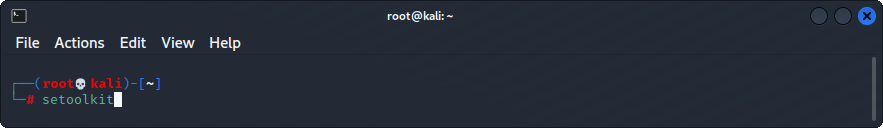 root@kali: ~
File Actions Edit View Help
┌──(root💀kali)-[~]
└─# setoolkit